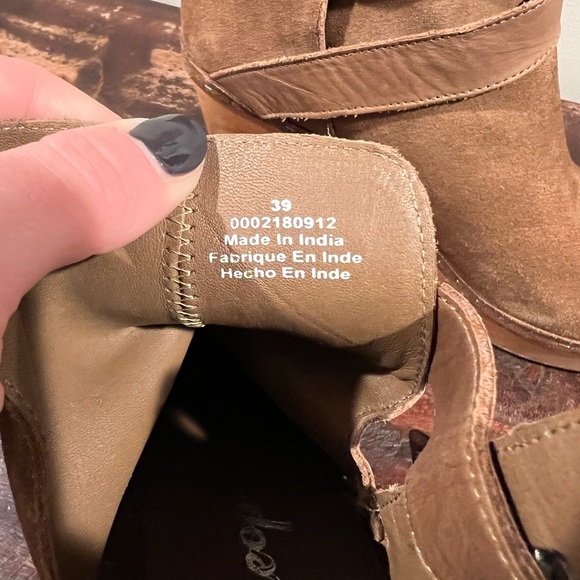 39
0002180912
Made In India
Fabrique En Inde
Hecho En Inde